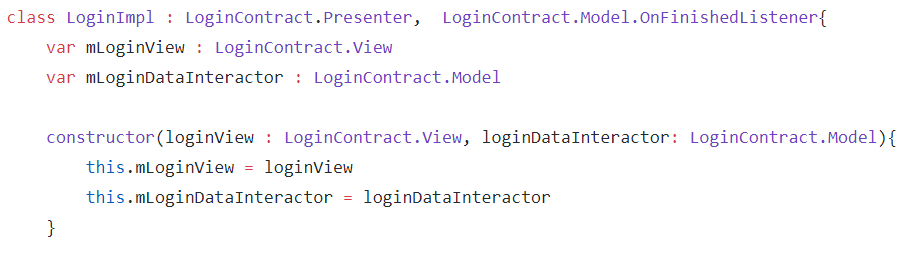 class LoginImpl : LoginContract.Presenter,  LoginContract.Model.OnFinishedListener{
    var mLoginView : LoginContract.View
    var mLoginDataInteractor : LoginContract.Model

    constructor(loginView : LoginContract.View, loginDataInteractor: LoginContract.Model){
        this.mLoginView = loginView
        this.mLoginDataInteractor = loginDataInteractor
    }